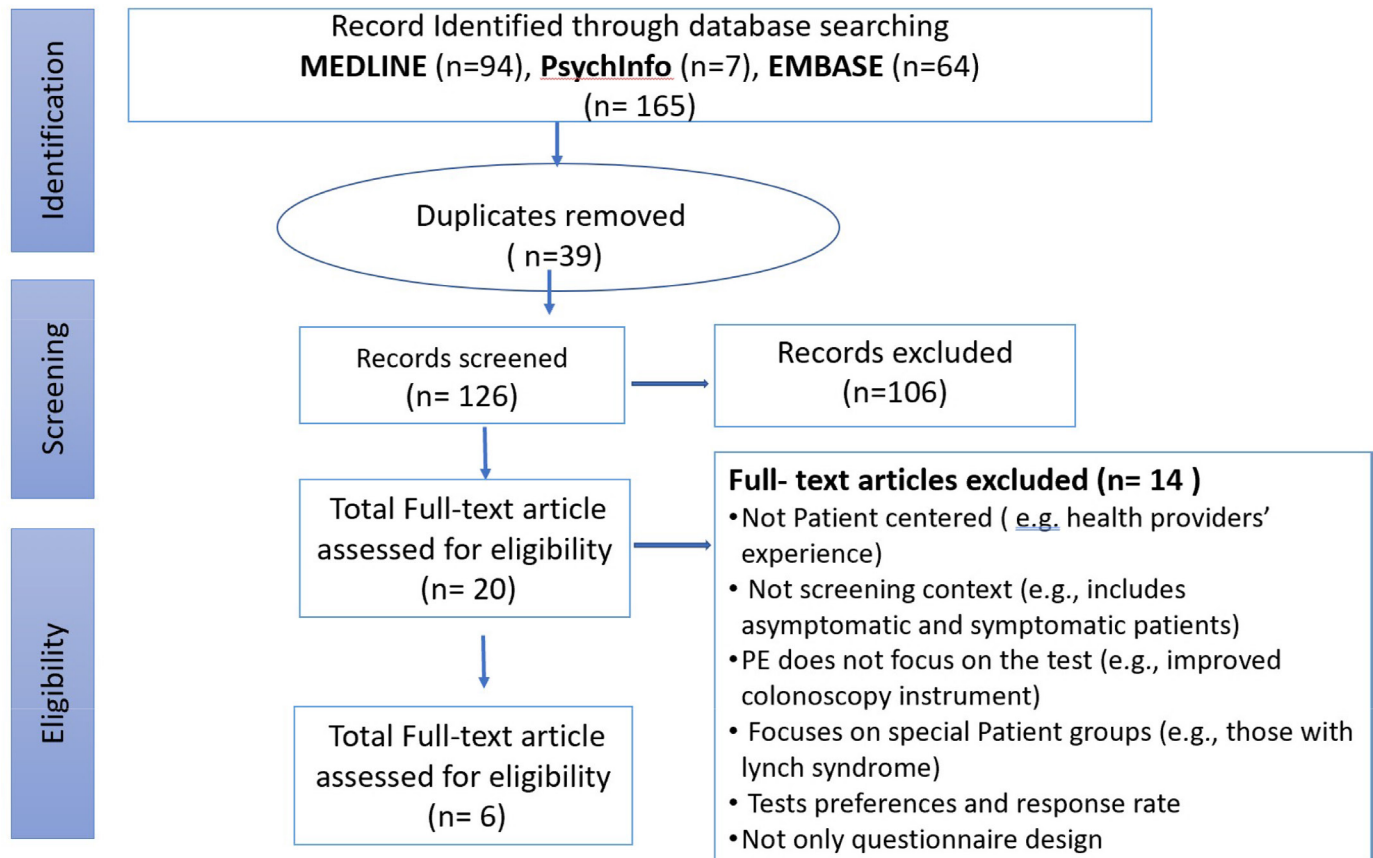 Identification
Record Identified through database searching
MEDLINE (n=94), PsychInfo (n=7), EMBASE (n=64)
(n= 165)
Duplicates removed
( n=39)
Screening
Records screened
(n= 126)
Records excluded
(n=106)
Total Full-text article
assessed for eligibility
(n= 20)
Full- text articles excluded (n= 14 )
•Not Patient centered ( e.g. health providers’
experience)
• Not screening context (e.g., includes
asymptomatic and symptomatic patients)
•PE does not focus on the test (e.g., improved
colonoscopy instrument)
• Focuses on special Patient groups (e.g., those with
lynch syndrome)
• Tests preferences and response rate
•Not only questionnaire design
Eligibility
Total Full-text article
assessed for eligibility
(n= 6)